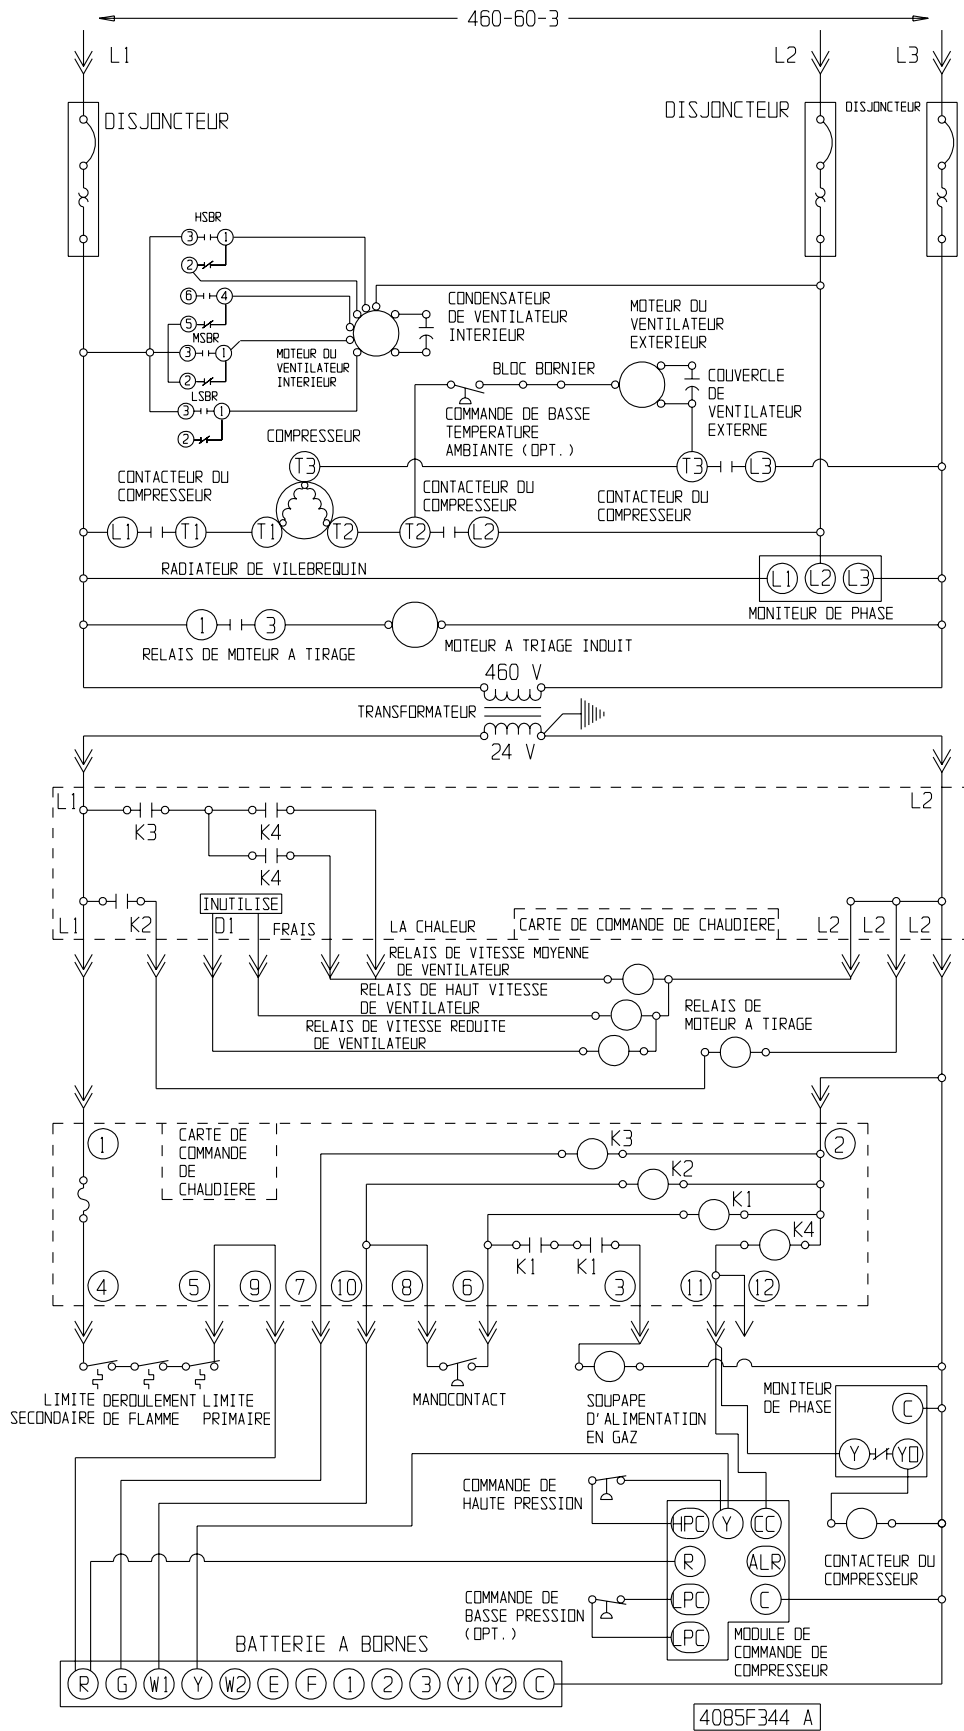 460-60-3
L1
L2
L3
DISJONCTEUR
DISJONCTEUR
DISJONCTEUR
HSBR
3
1
2
6
4
5
MSBR
3
1
2
LSBR
3
1
2
MOTEUR DU
VENTILATEUR
INTERIEUR
CONDENSATEUR
DE VENTILATEUR
INTERIEUR
MOTEUR DU
VENTILATEUR
EXTERIEUR
BLOC BORNIER
COUVERCLE
DE
VENTILATEUR
EXTERNE
COMMANDE DE BASSE
TEMPERATURE
AMBIANTE (OPT.)
COMPRESSEUR
T3
T3
L3
CONTACTEUR DU
COMPRESSEUR
CONTACTEUR DU
COMPRESSEUR
CONTACTEUR DU
COMPRESSEUR
L1
T1
T1
T2
T2
L2
RADIATEUR DE VILEBREQUIN
L1
L2
L3
MONITEUR DE PHASE
1
3
RELAIS DE MOTEUR A TIRAGE
MOTEUR A TRIAGE INDUIT
460 V
TRANSFORMATEUR
24 V
L1
L2
K3
K4
K4
K2
INUTILISE
L1
D1
FRAIS
LA CHALEUR
CARTE DE COMMANDE DE CHAUDIERE
L2
L2
L2
RELAIS DE VITESSE MOYENNE
DE VENTILATEUR
RELAIS DE HAUT VITESSE
DE VENTILATEUR
RELAIS DE VITESSE REDUITE
DE VENTILATEUR
RELAIS DE
MOTEUR A TIRAGE
1
CARTE DE
COMMANDE
DE
CHAUDIERE
K3
2
K2
K1
K4
K1
K1
4
5
9
7
10
8
6
3
11
12
LIMITE
SECONDAIRE
DEROULEMENT
DE FLAMME
LIMITE
PRIMAIRE
MANOCONTACT
SOUPAPE
D'ALIMENTATION
EN GAZ
MONITEUR
DE PHASE
C
Y
YO
COMMANDE DE
HAUTE PRESSION
HPC
Y
CC
R
ALR
LPC
C
LPC
CONTACTEUR DU
COMPRESSEUR
COMMANDE DE
BASSE PRESSION
(OPT.)
MODULE DE
COMMANDE DE
COMPRESSEUR
BATTERIE A BORNES
R
G
W1
Y
W2
E
F
1
2
3
Y1
Y2
C
4085F344 A